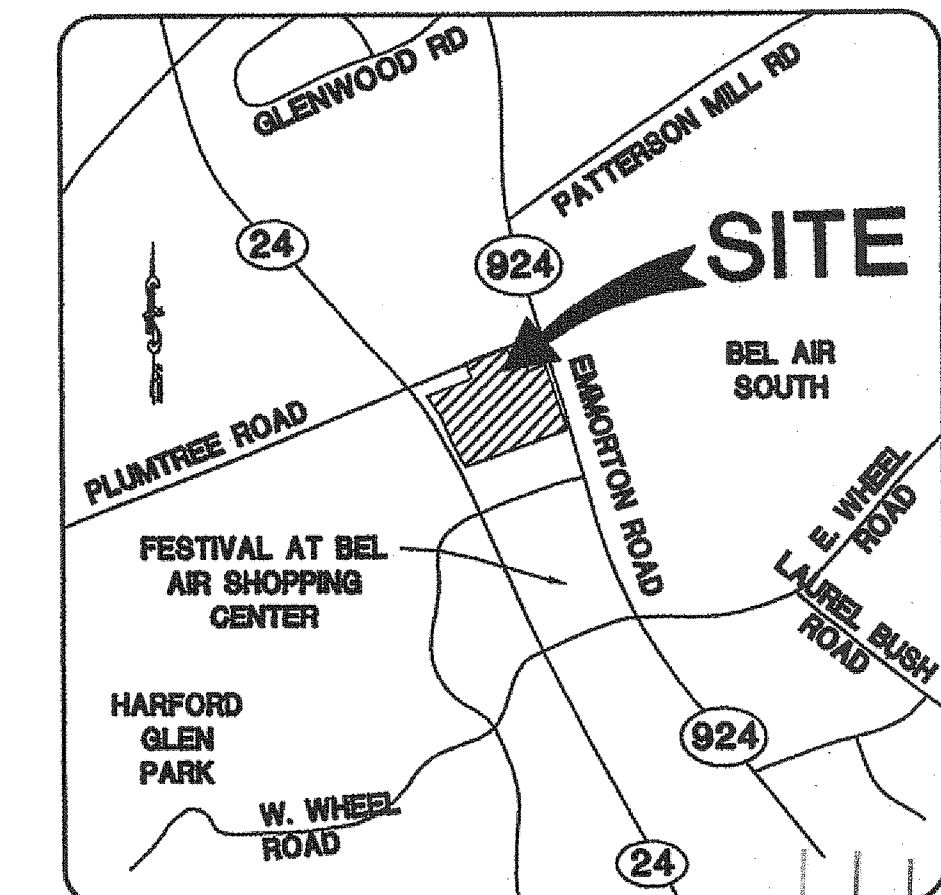 GLENWOOD RD
PATTERSON MILL RD
SITE
24
924
BEL AIR
SOUTH
EMMORTON ROAD
PLUMTREE ROAD
E. WHEEL
ROAD
FESTIVAL AT BEL
AIR SHOPPING
CENTER
LAUREL BUSH
ROAD
HARFORD
GLEN
PARK
924
W. WHEEL
ROAD
24